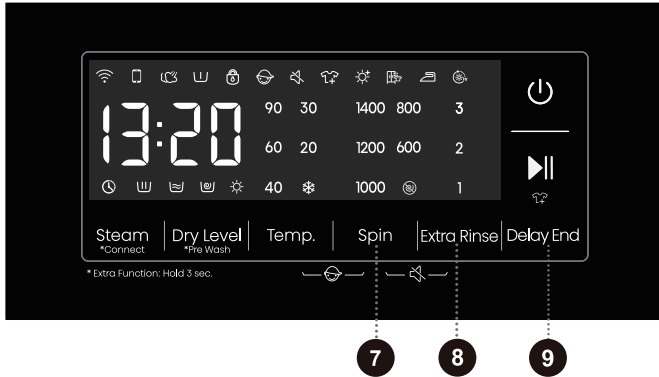 13:20
90 30 1400 800 3
60 20 1200 600 2
40 1000 1
Steam Dry Level Temp. Spin Extra Rinse Delay End
*Connect *Pre Wash
* Extra Function: Hold 3 sec.
7 8 9